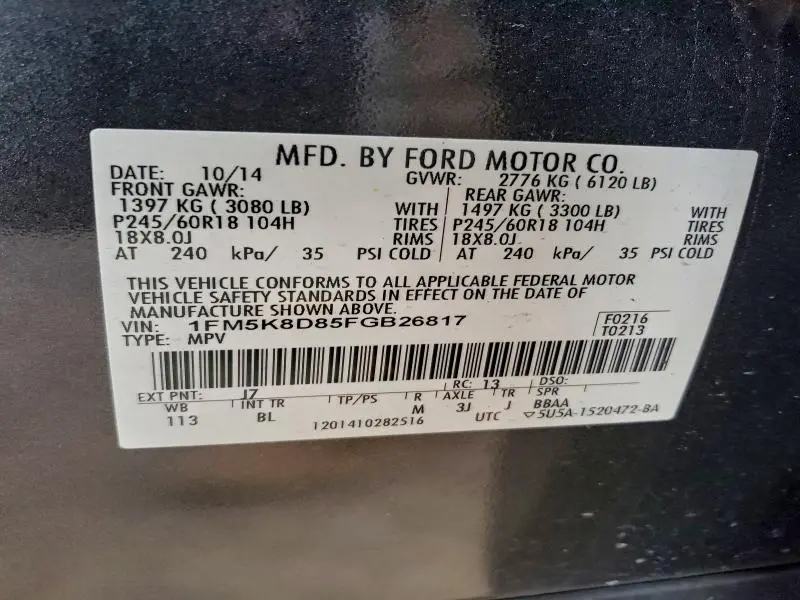 MFD. BY FORD MOTOR CO.
DATE: 10/14 GVWR: 2776 KG ( 6120 LB)
FRONT GAWR: REAR GAWR:
1397 KG ( 3080 LB) WITH 1497 KG ( 3300 LB) WITH
P245/60R18 104H TIRES P245/60R18 104H TIRES
18X8.0J RIMS 18X8.0J RIMS
AT 240 kPa/ 35 PSI COLD AT 240 kPa/ 35 PSI COLD
THIS VEHICLE CONFORMS TO ALL APPLICABLE FEDERAL MOTOR
VEHICLE SAFETY STANDARDS IN EFFECT ON THE DATE OF
MANUFACTURE SHOWN ABOVE.
VIN: 1FM5K8D85FGB26817 F0216
TYPE: MPV T0213
EXT PNT: J7 RC: 13 DSO:
WB INT TR TP/PS R AXLE TR SPR
113 BL M 3J J BBAA
1201410282516 UTC ▽5U5A-1520472-BA